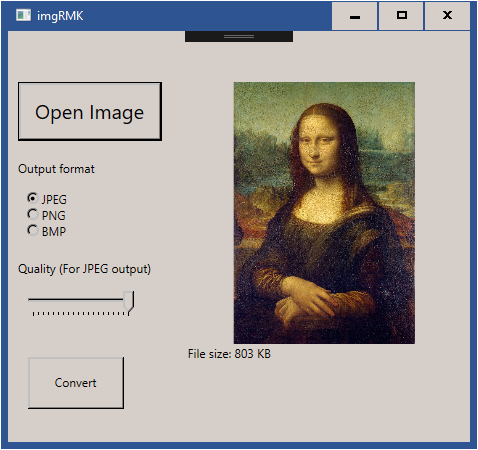 imgRMK
Open Image
Output format
JPEG
PNG
BMP
Quality (For JPEG output)
File size: 803 KB
Convert